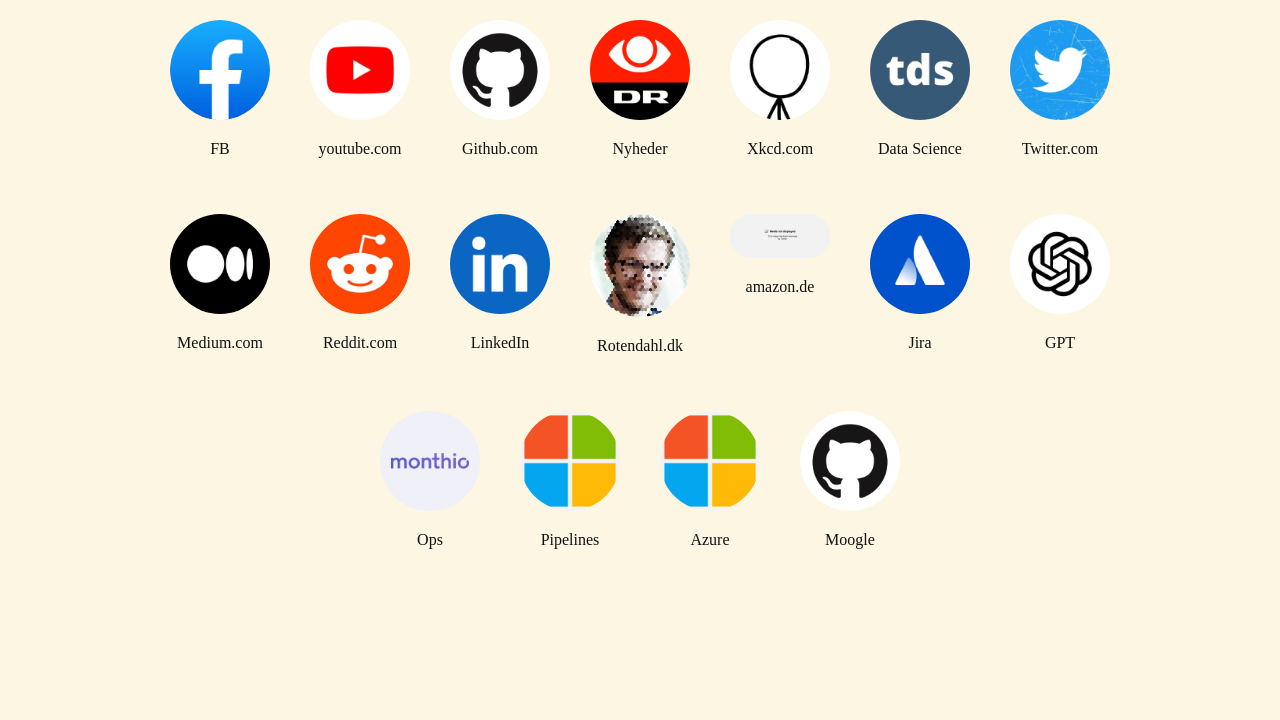 DR
tds
FB
youtube.com
Github.com
Nyheder
Xkcd.com
Data Science
Twitter.com
in
Medium.com
Reddit.com
LinkedIn
Rotendahl.dk
amazon.de
Jira
GPT
monthio
Ops
Pipelines
Azure
Moogle